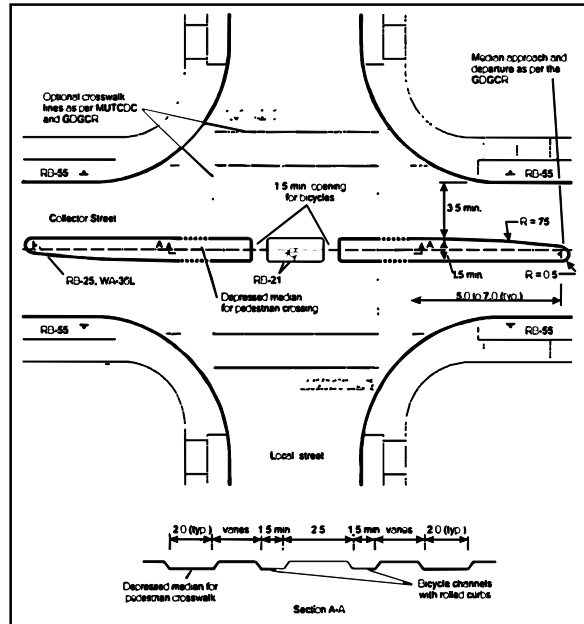 Median approach and
departure as per the
GDGCR
Optional crosswalk
lines as per MUTCDC
and GDGCR
RB-55
1.5 min. opening
for bicycles
RB-55
3.5 min.
R = 75
Collector Street
A
A
RB-21
1.5 min.
RB-25, WA-36L
Depressed median
for pedestrian crossing
R = 0.5
5.0 to 7.0 (typ.)
RB-55
RB-55
Local street
2.0 (typ.) varies 1.5 min. 2.5 1.5 min. varies 2.0 (typ.)
Depressed median for
pedestrian crosswalk
Bicycle channels
with rolled curbs
Section A-A